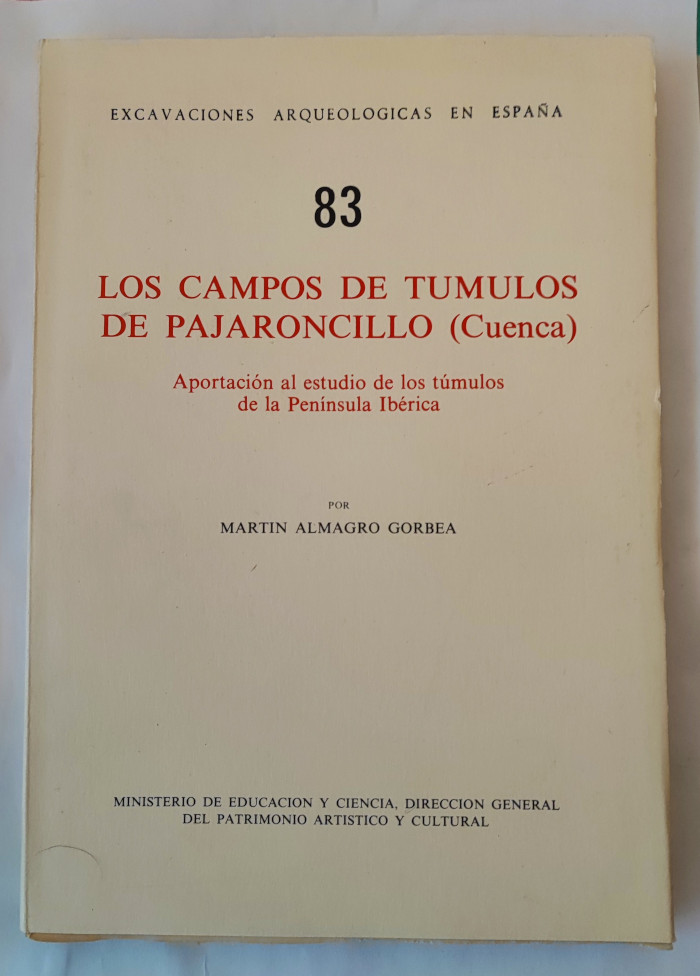 EXCAVACIONES ARQUEOLOGICAS EN ESPAÑA
83
LOS CAMPOS DE TUMULOS
DE PAJARONCILLO (Cuenca)
Aportación al estudio de los túmulos
de la Península Ibérica
POR
MARTIN ALMAGRO GORBEA
MINISTERIO DE EDUCACION Y CIENCIA, DIRECCION GENERAL
DEL PATRIMONIO ARTISTICO Y CULTURAL